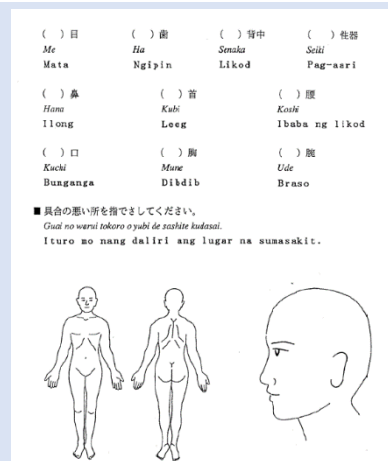 ( ) 目 ( ) 歯 ( ) 背中 ( ) 性器
Me Ha Senaka Seiki
Mata Ngipin Likod Pag-aari
( ) 鼻 ( ) 首 ( ) 腰
Hana Kubi Koshi
Ilong Leeg Ibaba ng likod
( ) 口 ( ) 胸 ( ) 腕
Kuchi Mune Ude
Bunganga Dibdib Braso
■ 具合の悪い所を指でさしてください。
Guai no warui tokoro o yubi de sashite kudasai.
Ituro mo nang daliri ang lugar na sumasakit.